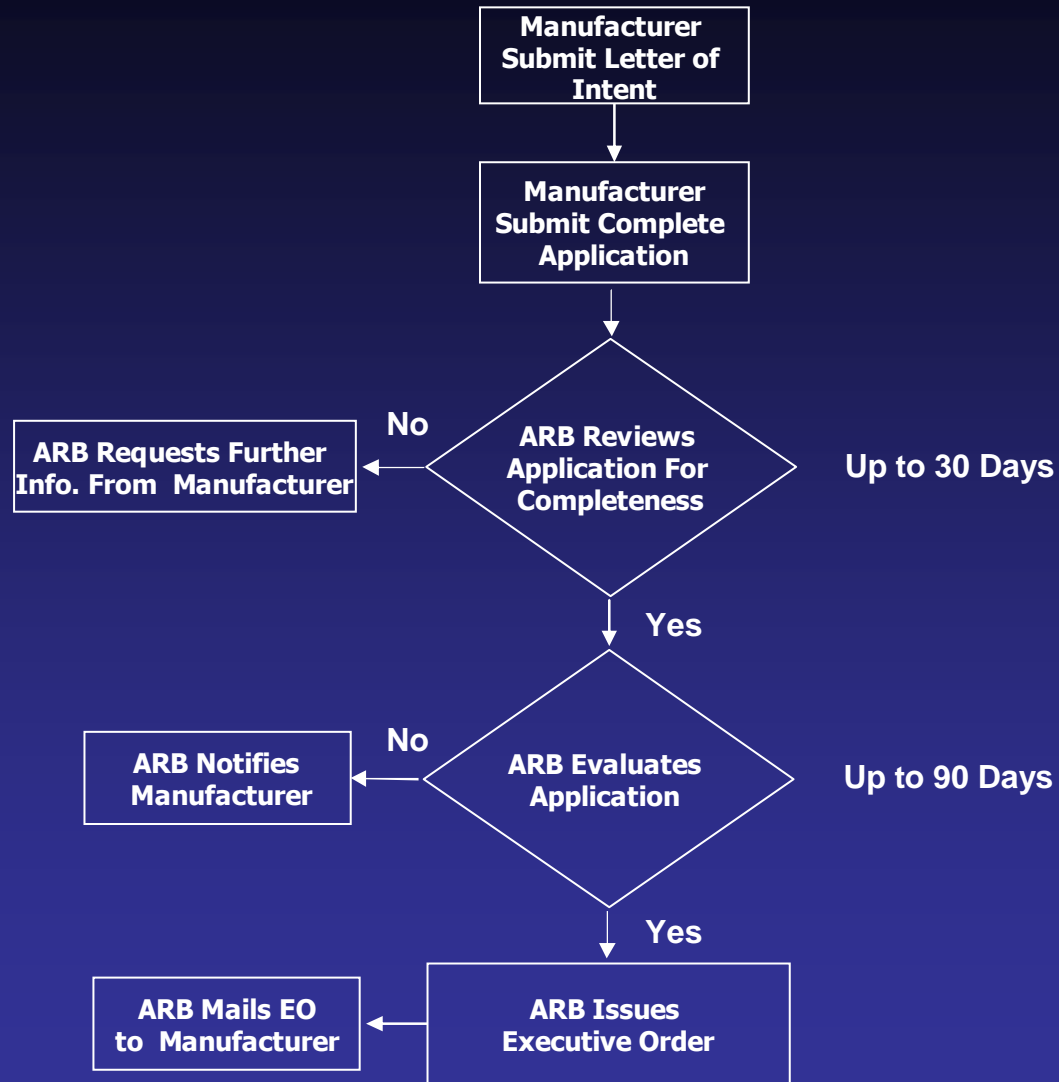 Manufacturer
Submit Letter of
Intent
Manufacturer
Submit Complete
Application
No
ARB Requests Further
Info. From Manufacturer
ARB Reviews
Application For
Completeness
Up to 30 Days
Yes
No
ARB Notifies
Manufacturer
ARB Evaluates
Application
Up to 90 Days
Yes
ARB Mails EO
to Manufacturer
ARB Issues
Executive Order